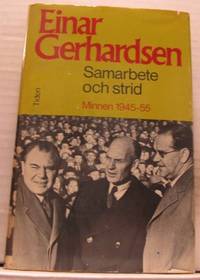 Einar
Gerhardsen
Samarbete
och strid
Minnen 1945-55
Tiden